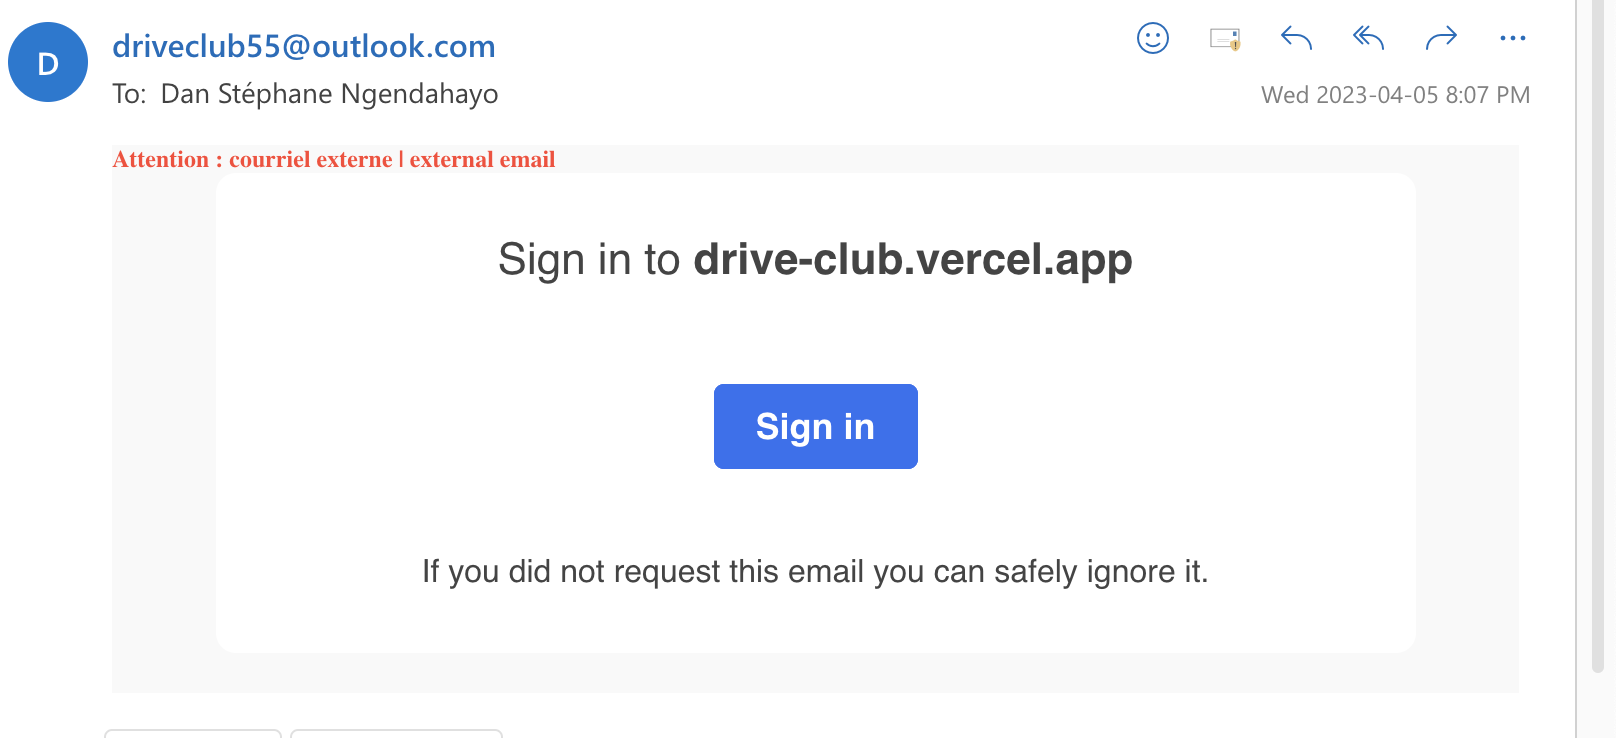 D
driveclub55@outlook.com
To: Dan Stéphane Ngendahayo
Wed 2023-04-05 8:07 PM
Attention : courriel externe | external email
Sign in to drive-club.vercel.app
Sign in
If you did not request this email you can safely ignore it.